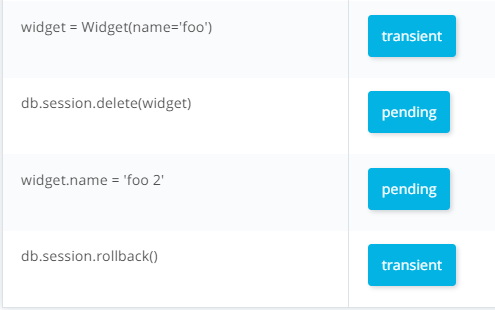 widget = Widget(name='foo')
transient
db.session.delete(widget)
pending
widget.name = 'foo 2'
pending
db.session.rollback()
transient